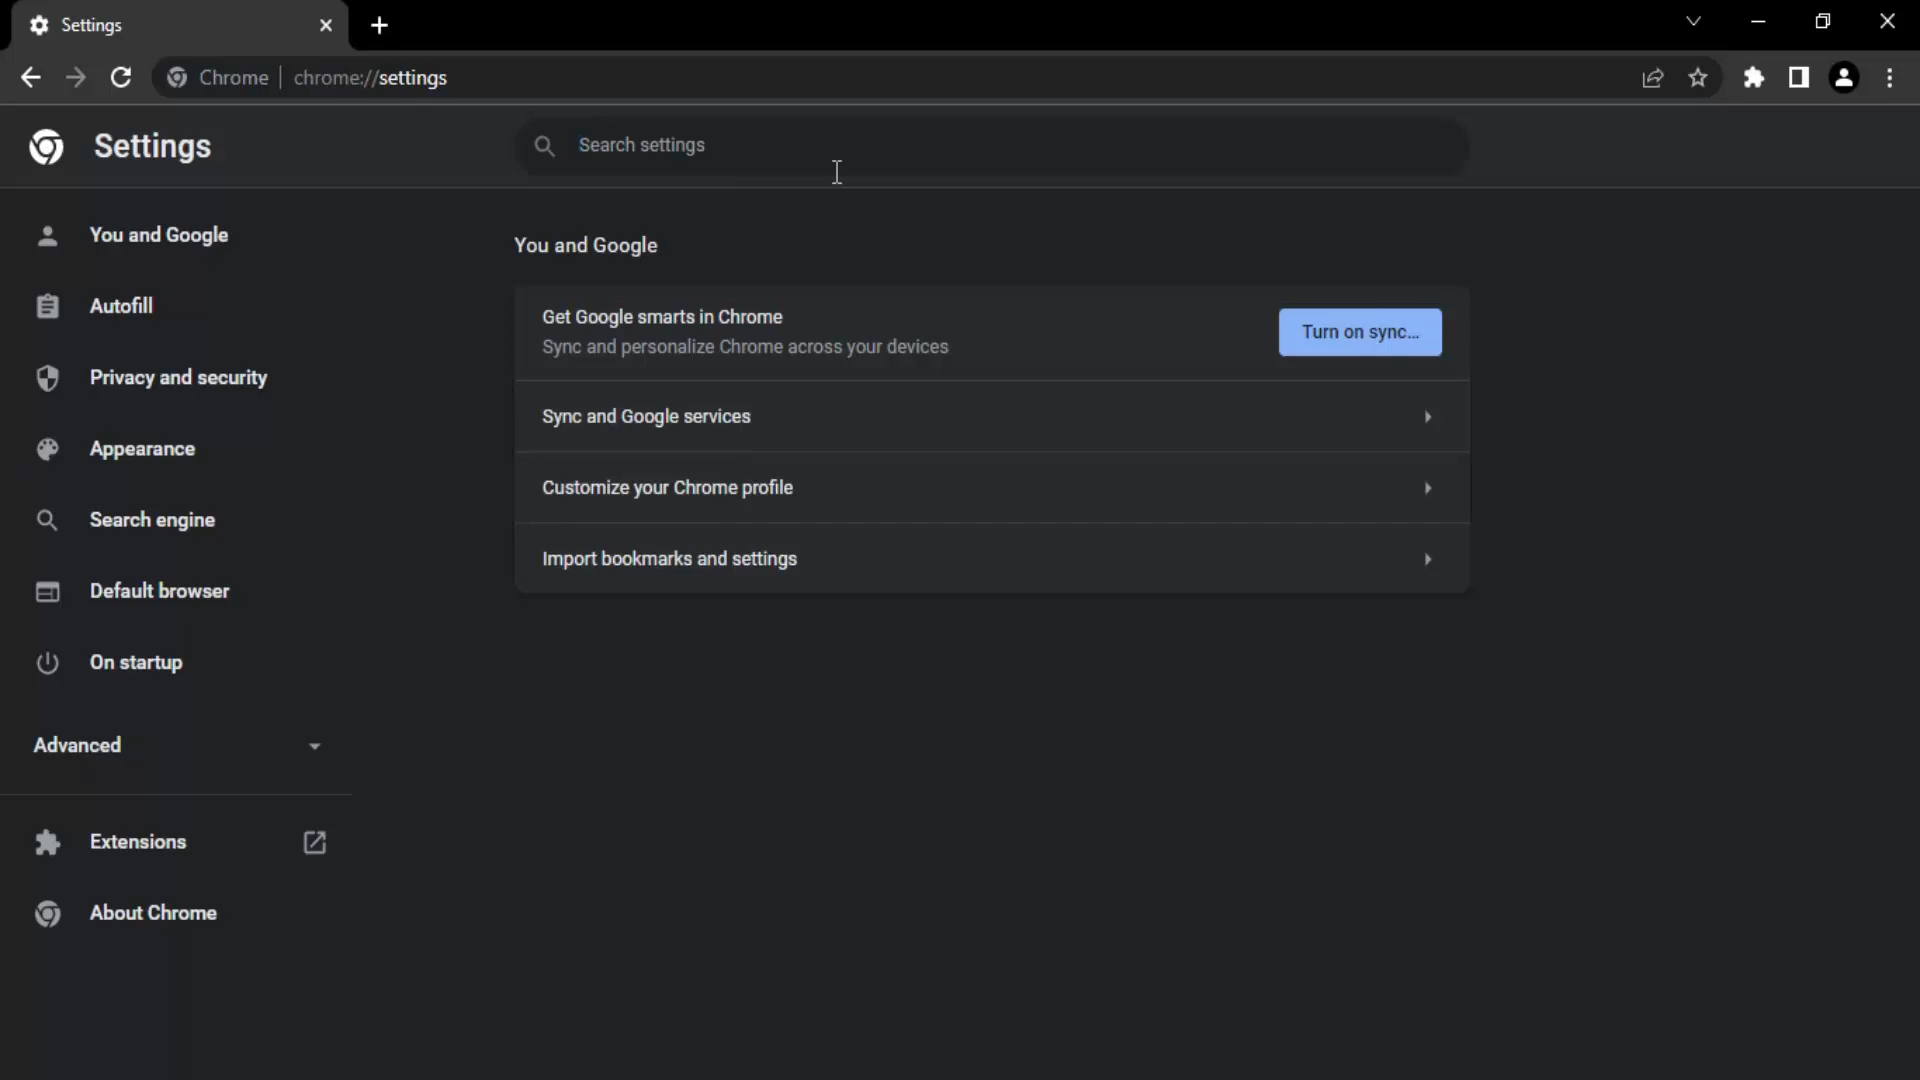 Settings
Chrome chrome://settings
Settings
Search settings
You and Google
Autofill
Privacy and security
Appearance
Search engine
Default browser
On startup
Advanced
Extensions
About Chrome
You and Google
Get Google smarts in Chrome
Sync and personalize Chrome across your devices
Turn on sync...
Sync and Google services
Customize your Chrome profile
Import bookmarks and settings